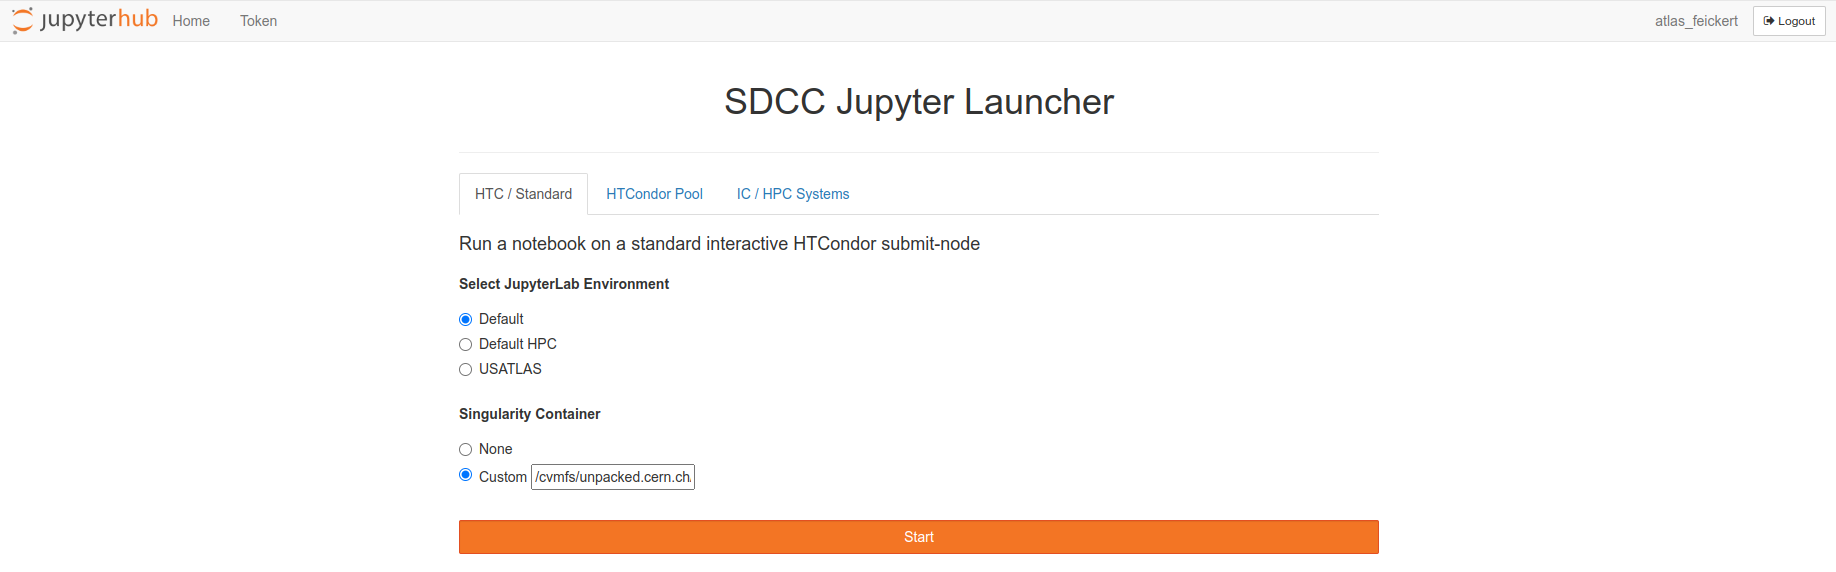 jupyterhub Home Token atlas_feickert Logout
SDCC Jupyter Launcher
HTC / Standard HTCondor Pool IC / HPC Systems
Run a notebook on a standard interactive HTCondor submit-node
Select JupyterLab Environment
Default
Default HPC
USATLAS
Singularity Container
None
Custom /cvmfs/unpacked.cern.ch
Start